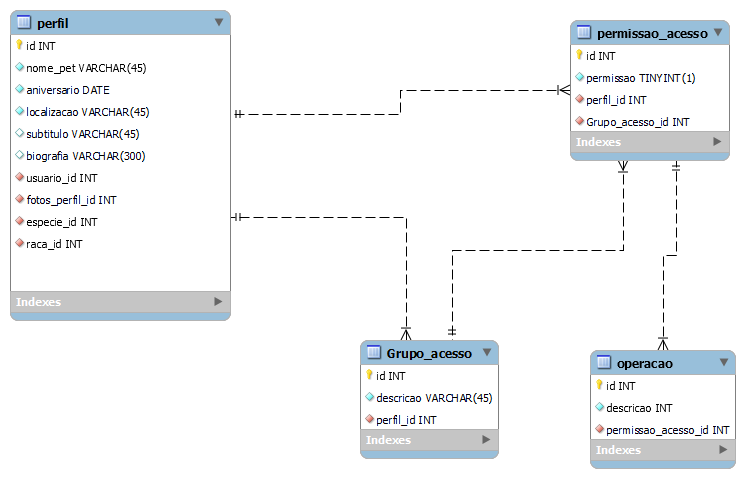 perfil
id INT
nome_pet VARCHAR(45)
aniversario DATE
localizacao VARCHAR(45)
subtitulo VARCHAR(45)
biografia VARCHAR(300)
usuario_id INT
fotos_perfil_id INT
especie_id INT
raca_id INT
Indexes
permissao_acesso
id INT
permissao TINYINT(1)
perfil_id INT
Grupo_acesso_id INT
Indexes
Grupo_acesso
id INT
descricao VARCHAR(45)
perfil_id INT
Indexes
operacao
id INT
descricao INT
permissao_acesso_id INT
Indexes